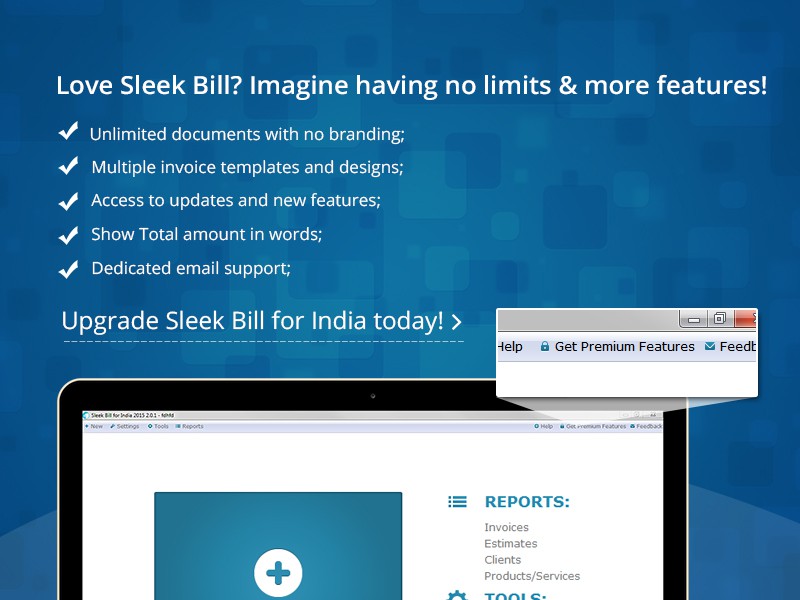 Love Sleek Bill? Imagine having no limits & more features!
Unlimited documents with no branding;
Multiple invoice templates and designs;
Access to updates and new features;
Show Total amount in words;
Dedicated email support;
Upgrade Sleek Bill for India today!
Help Get Premium Features Feedb
Sleek Bill for India 2015 2.0.1 - fdhfd
New Settings Tools Reports Help Get Premium Features Feedback
REPORTS:
Invoices
Estimates
Clients
Products/Services
TOOLS: